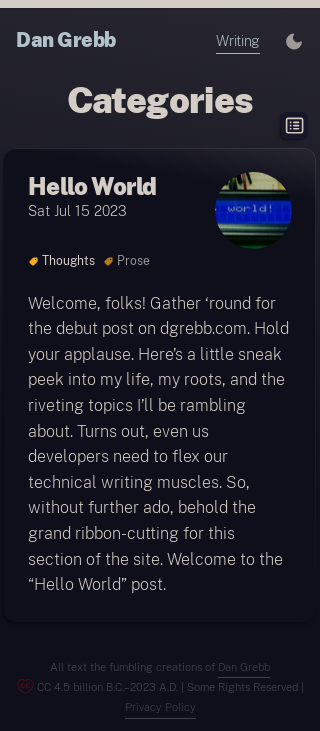 Dan Grebb
Writing
Categories
Hello World
Sat Jul 15 2023
world!
Thoughts Prose
Welcome, folks! Gather ‘round for
the debut post on dgrebb.com. Hold
your applause. Here’s a little sneak
peek into my life, my roots, and the
riveting topics I’ll be rambling
about. Turns out, even us
developers need to flex our
technical writing muscles. So,
without further ado, behold the
grand ribbon-cutting for this
section of the site. Welcome to the
“Hello World” post.
All text the fumbling creations of Dan Grebb
CC 4.5 billion B.C.–2023 A.D. | Some Rights Reserved |
Privacy Policy